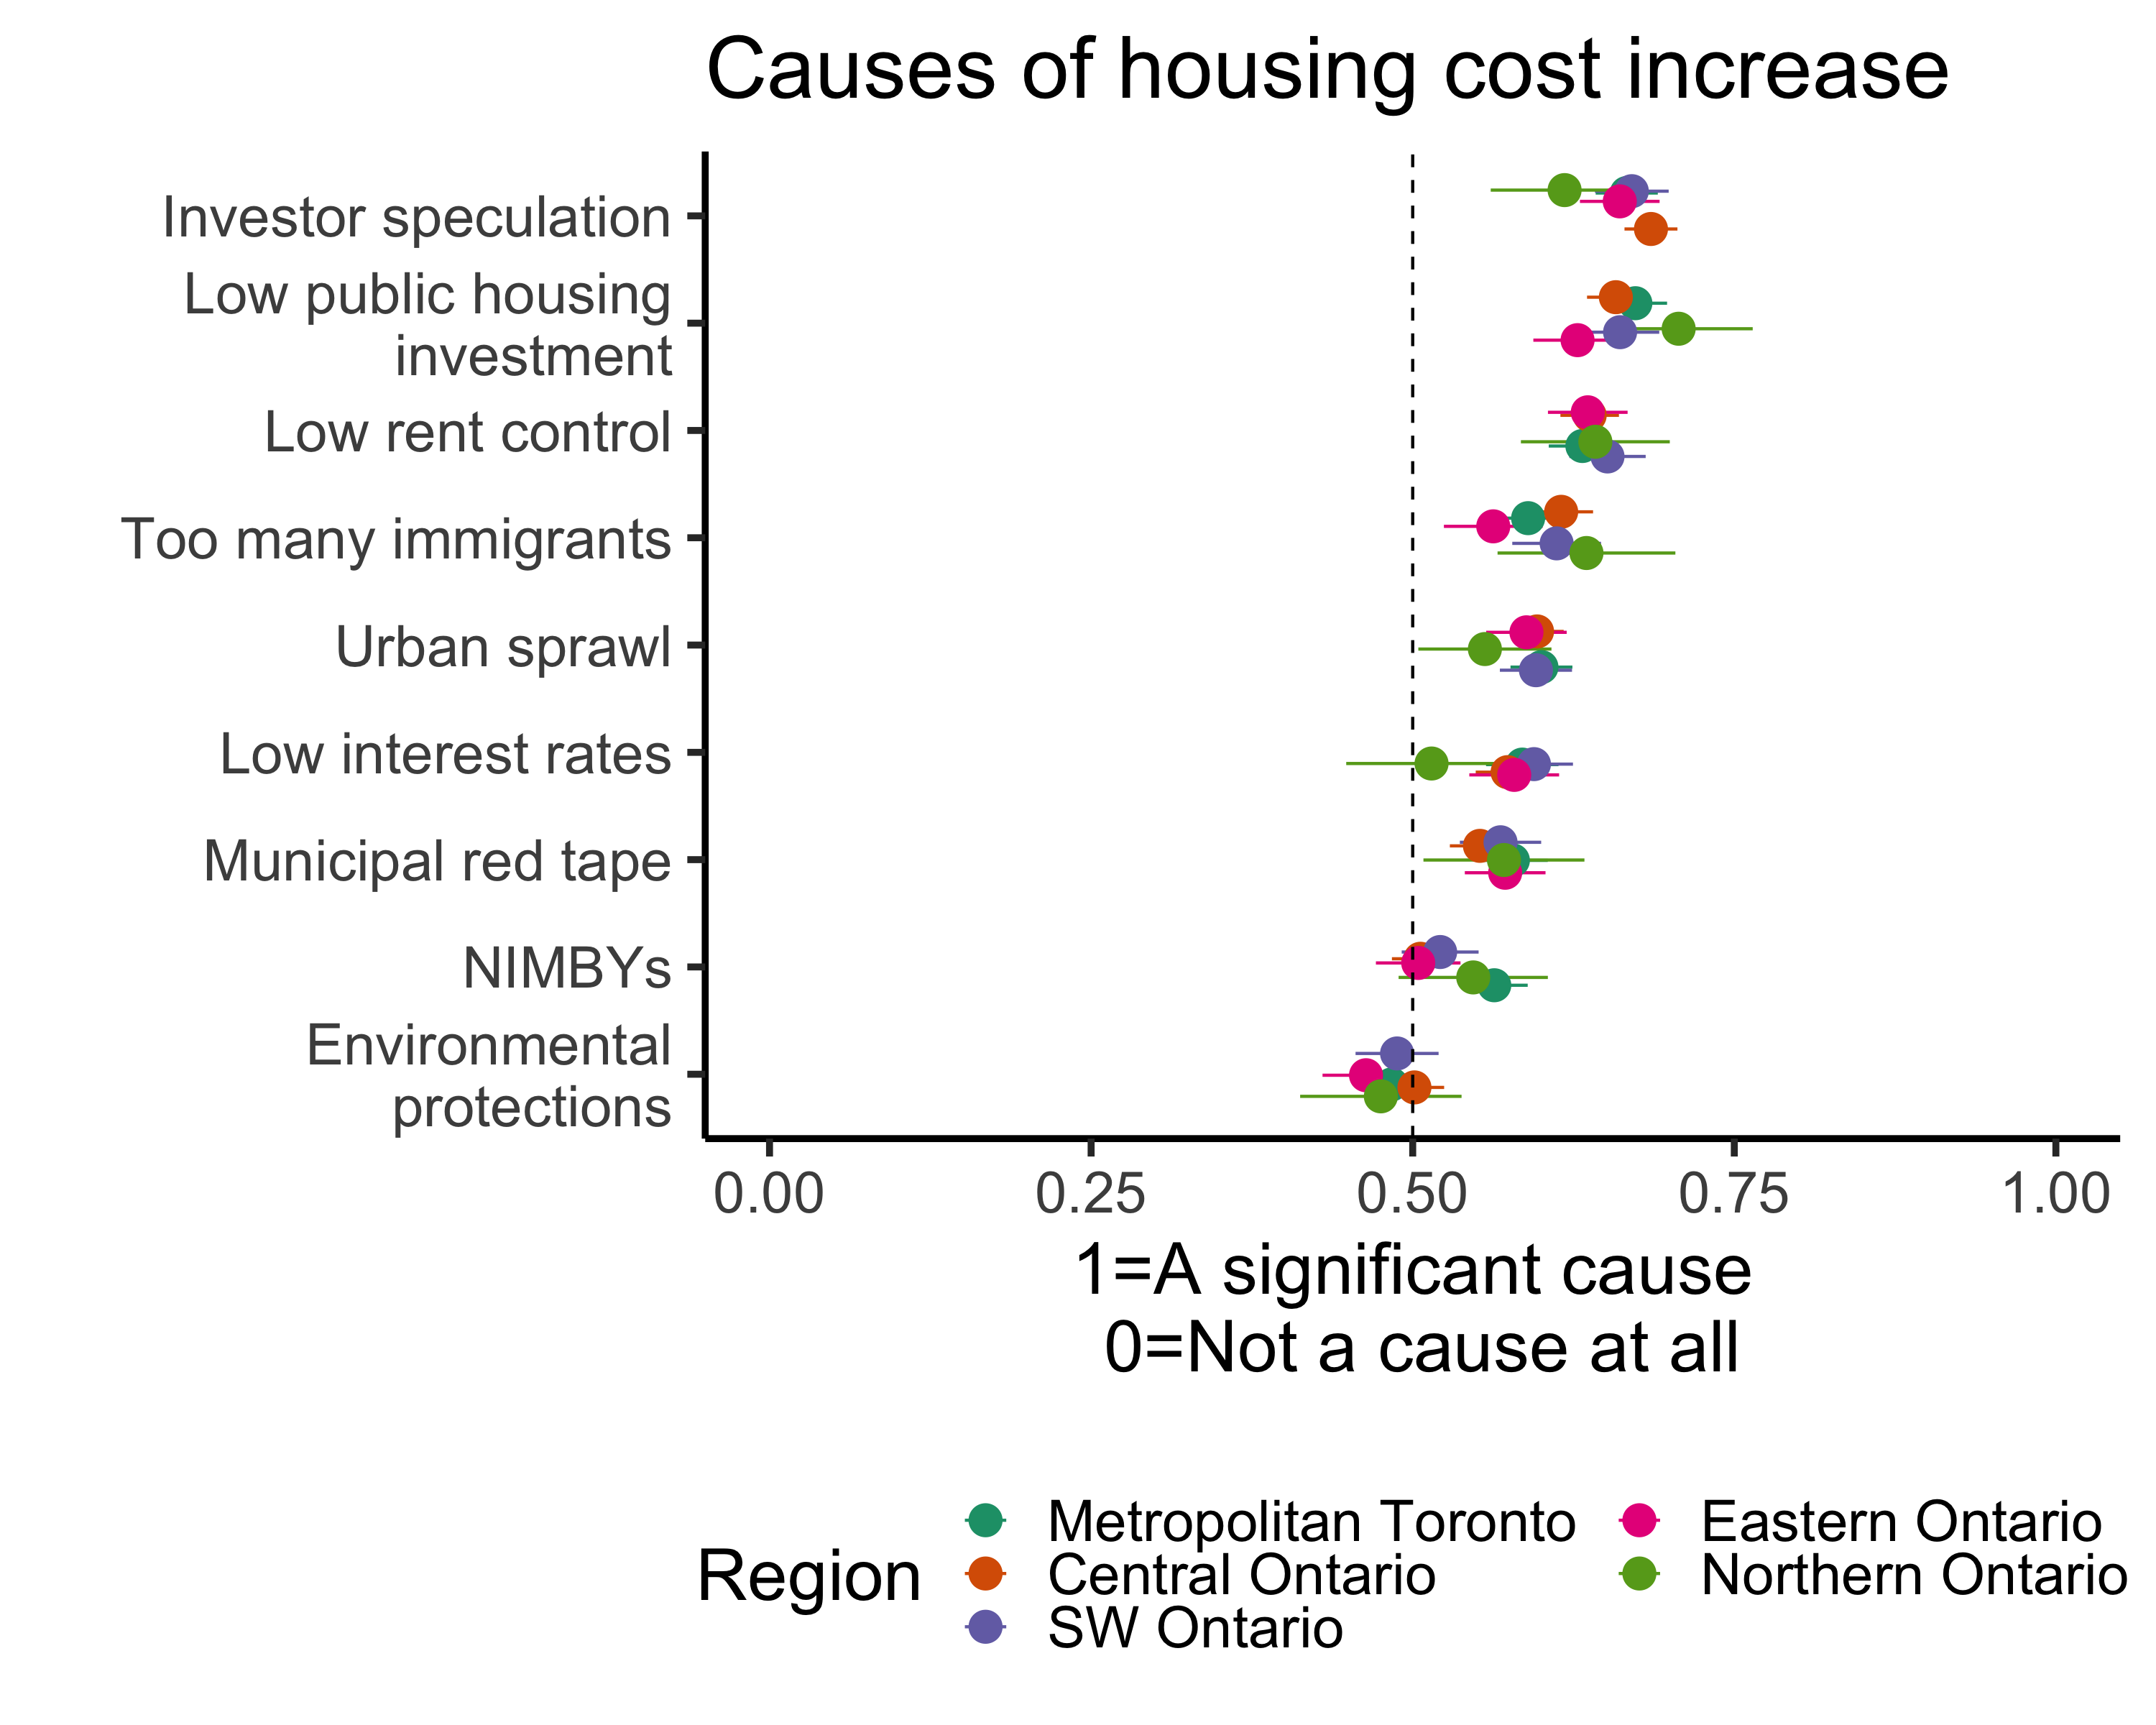 Causes of housing cost increase
Investor speculation
Low public housing
investment
Low rent control
Too many immigrants
Urban sprawl
Low interest rates
Municipal red tape
NIMBYs
Environmental
protections
0.00 0.25 0.50 0.75 1.00
1=A significant cause
0=Not a cause at all
Region
Metropolitan Toronto
Central Ontario
SW Ontario
Eastern Ontario
Northern Ontario